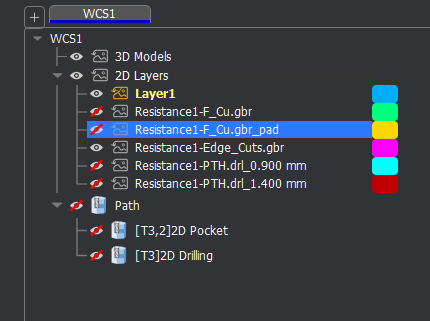 + WCS1
WCS1
3D Models
2D Layers
Layer1
Resistance1-F_Cu.gbr
Resistance1-F_Cu.gbr_pad
Resistance1-Edge_Cuts.gbr
Resistance1-PTH.drl_0.900 mm
Resistance1-PTH.drl_1.400 mm
Path
[T3,2]2D Pocket
[T3]2D Drilling